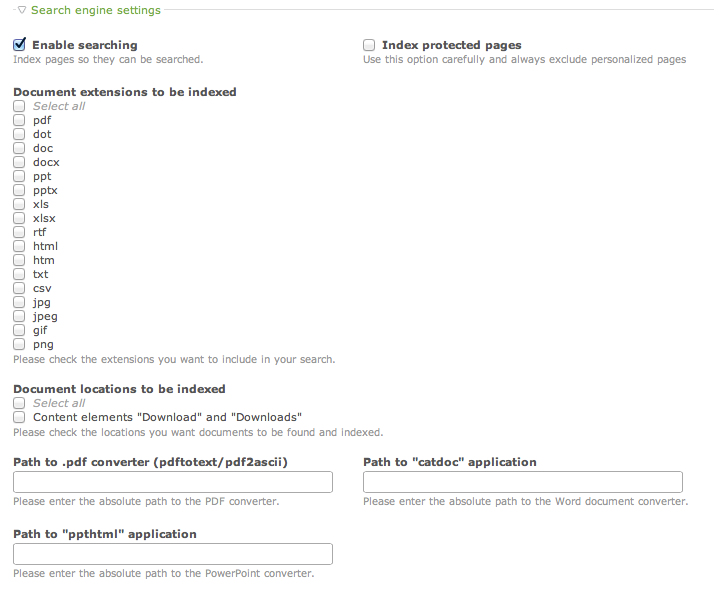 Search engine settings
Enable searching
Index pages so they can be searched.
Index protected pages
Use this option carefully and always exclude personalized pages
Document extensions to be indexed
Select all
pdf
dot
doc
docx
ppt
pptx
xls
xlsx
rtf
html
htm
txt
csv
jpg
jpeg
gif
png
Please check the extensions you want to include in your search.
Document locations to be indexed
Select all
Content elements "Download" and "Downloads"
Please check the locations you want documents to be found and indexed.
Path to .pdf converter (pdftotext/pdf2ascii)
Please enter the absolute path to the PDF converter.
Path to "catdoc" application
Please enter the absolute path to the Word document converter.
Path to "ppthtml" application
Please enter the absolute path to the PowerPoint converter.